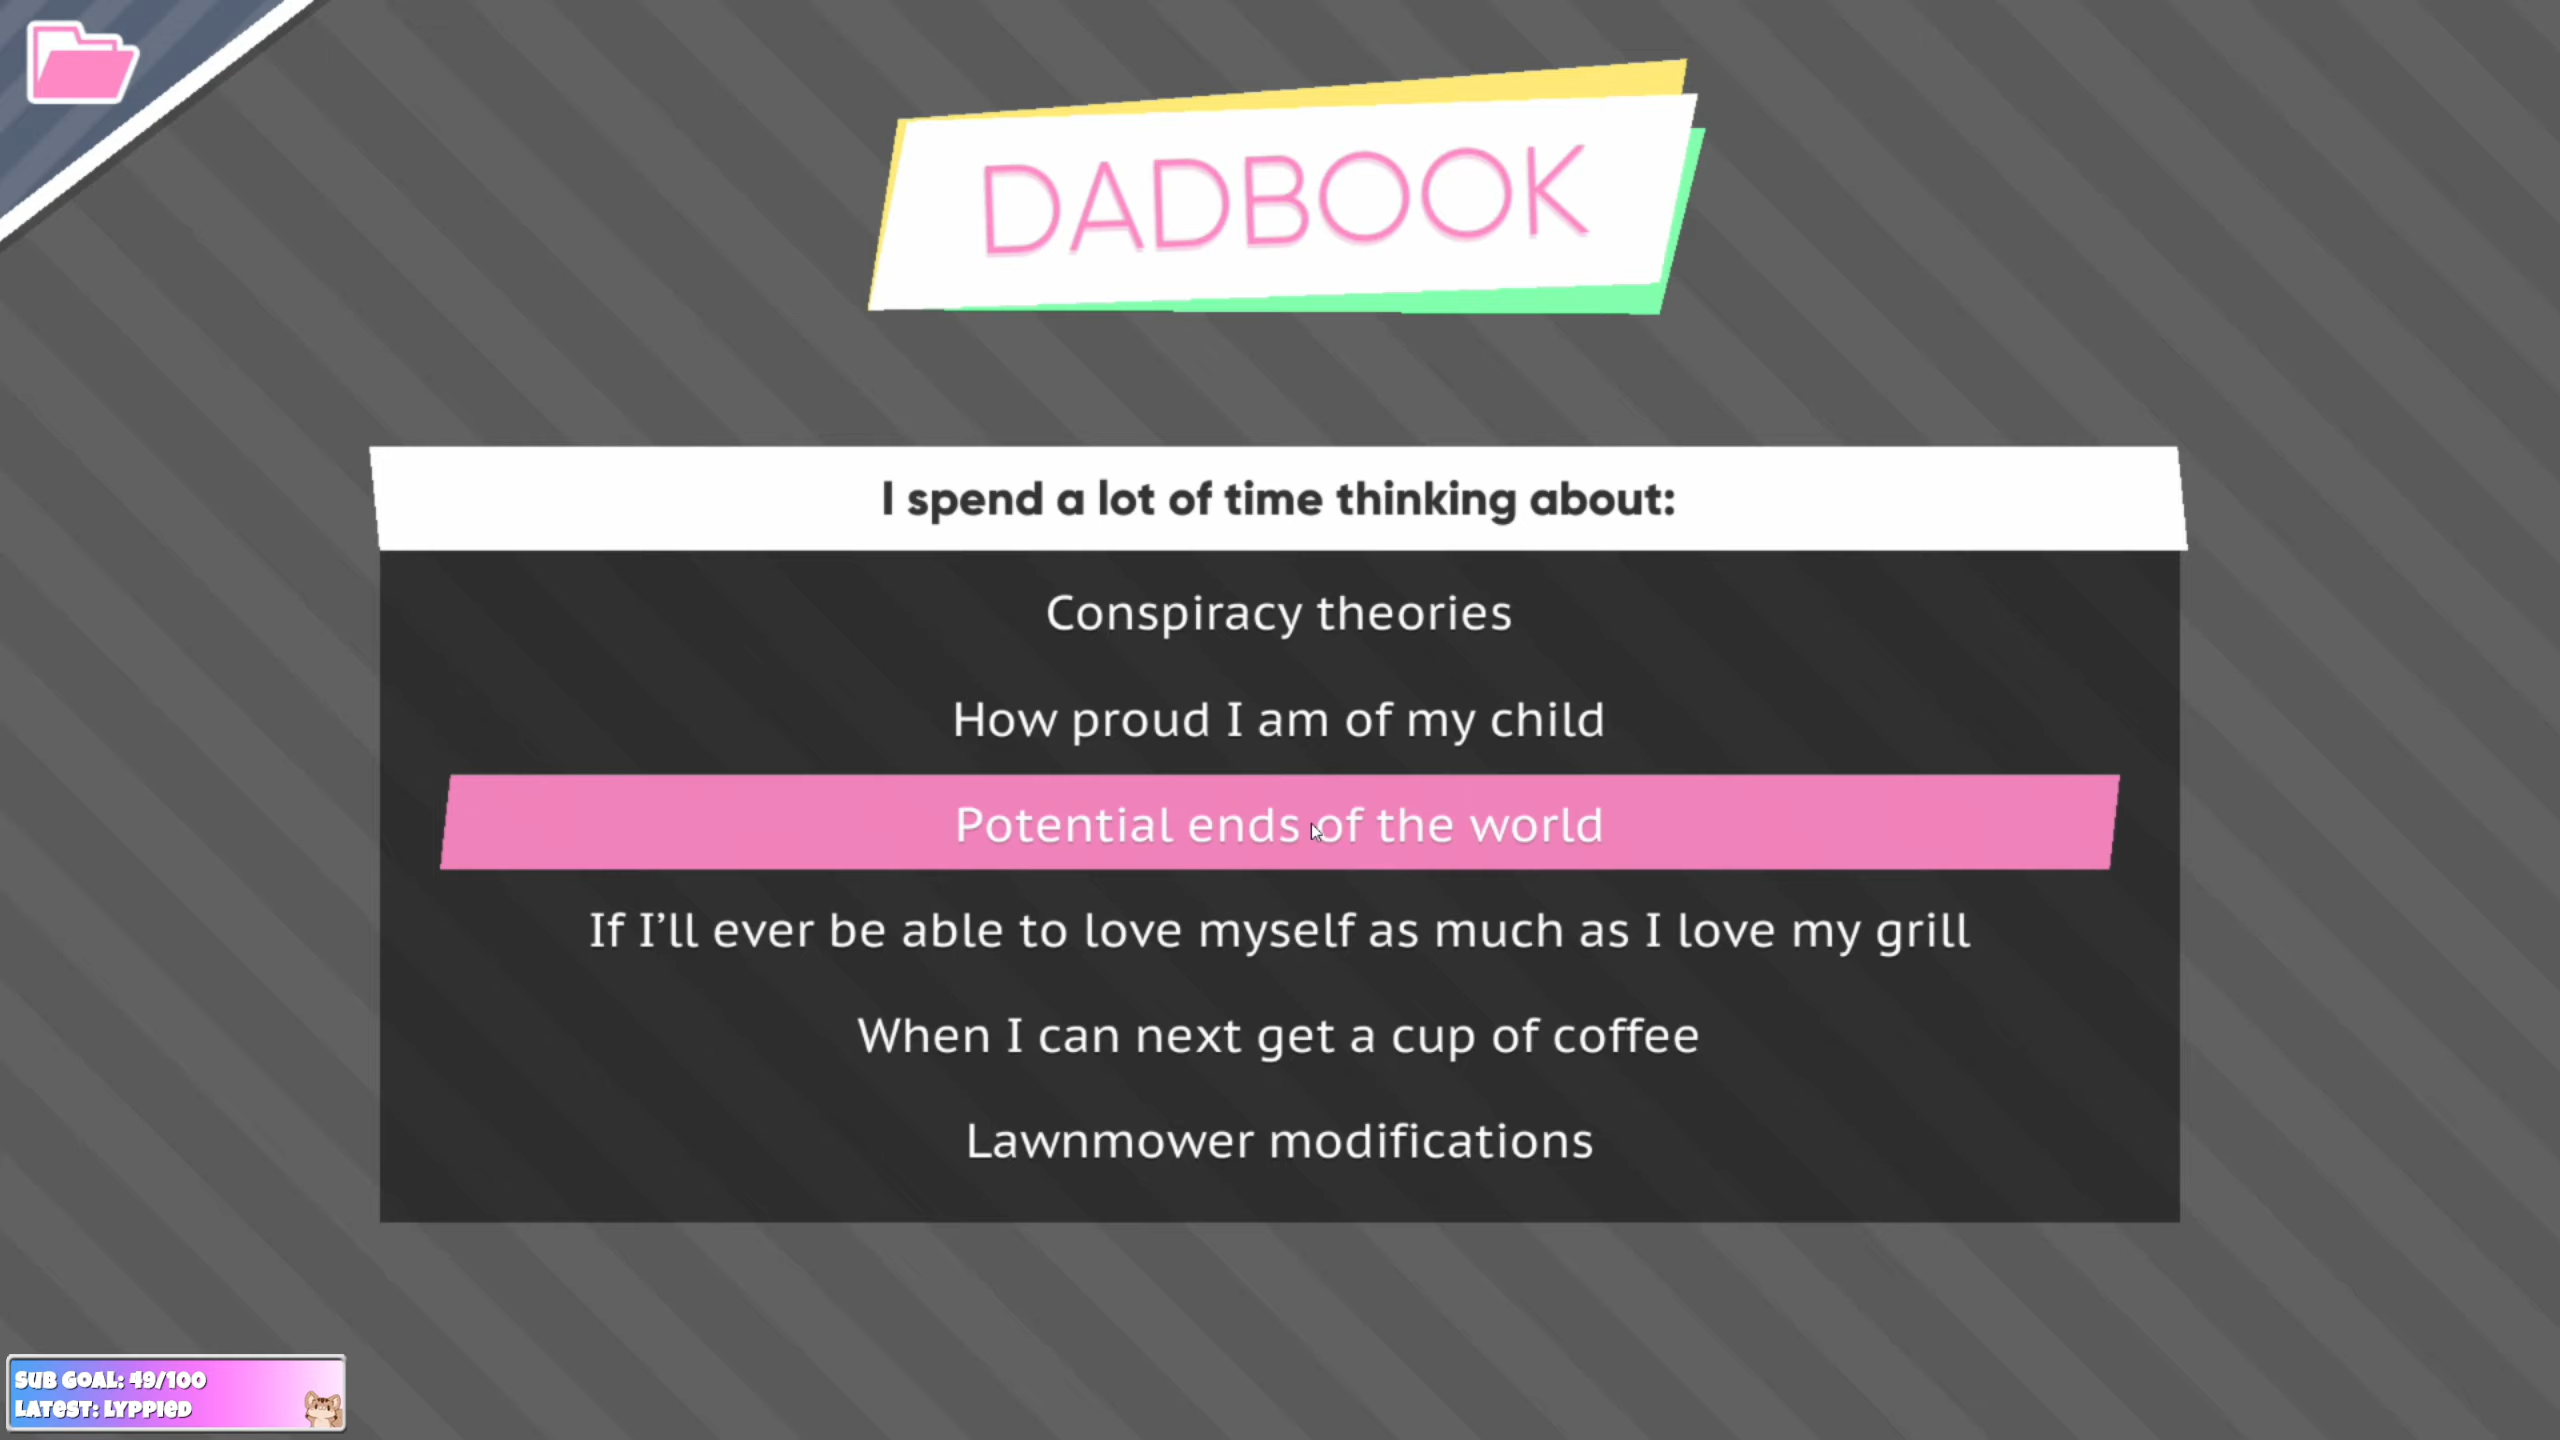 DADBOOK
I spend a lot of time thinking about:
Conspiracy theories
How proud I am of my child
Potential ends of the world
If I’ll ever be able to love myself as much as I love my grill
When I can next get a cup of coffee
Lawnmower modifications
SUB GOAL: 49/100
LATEST: LYPPIED